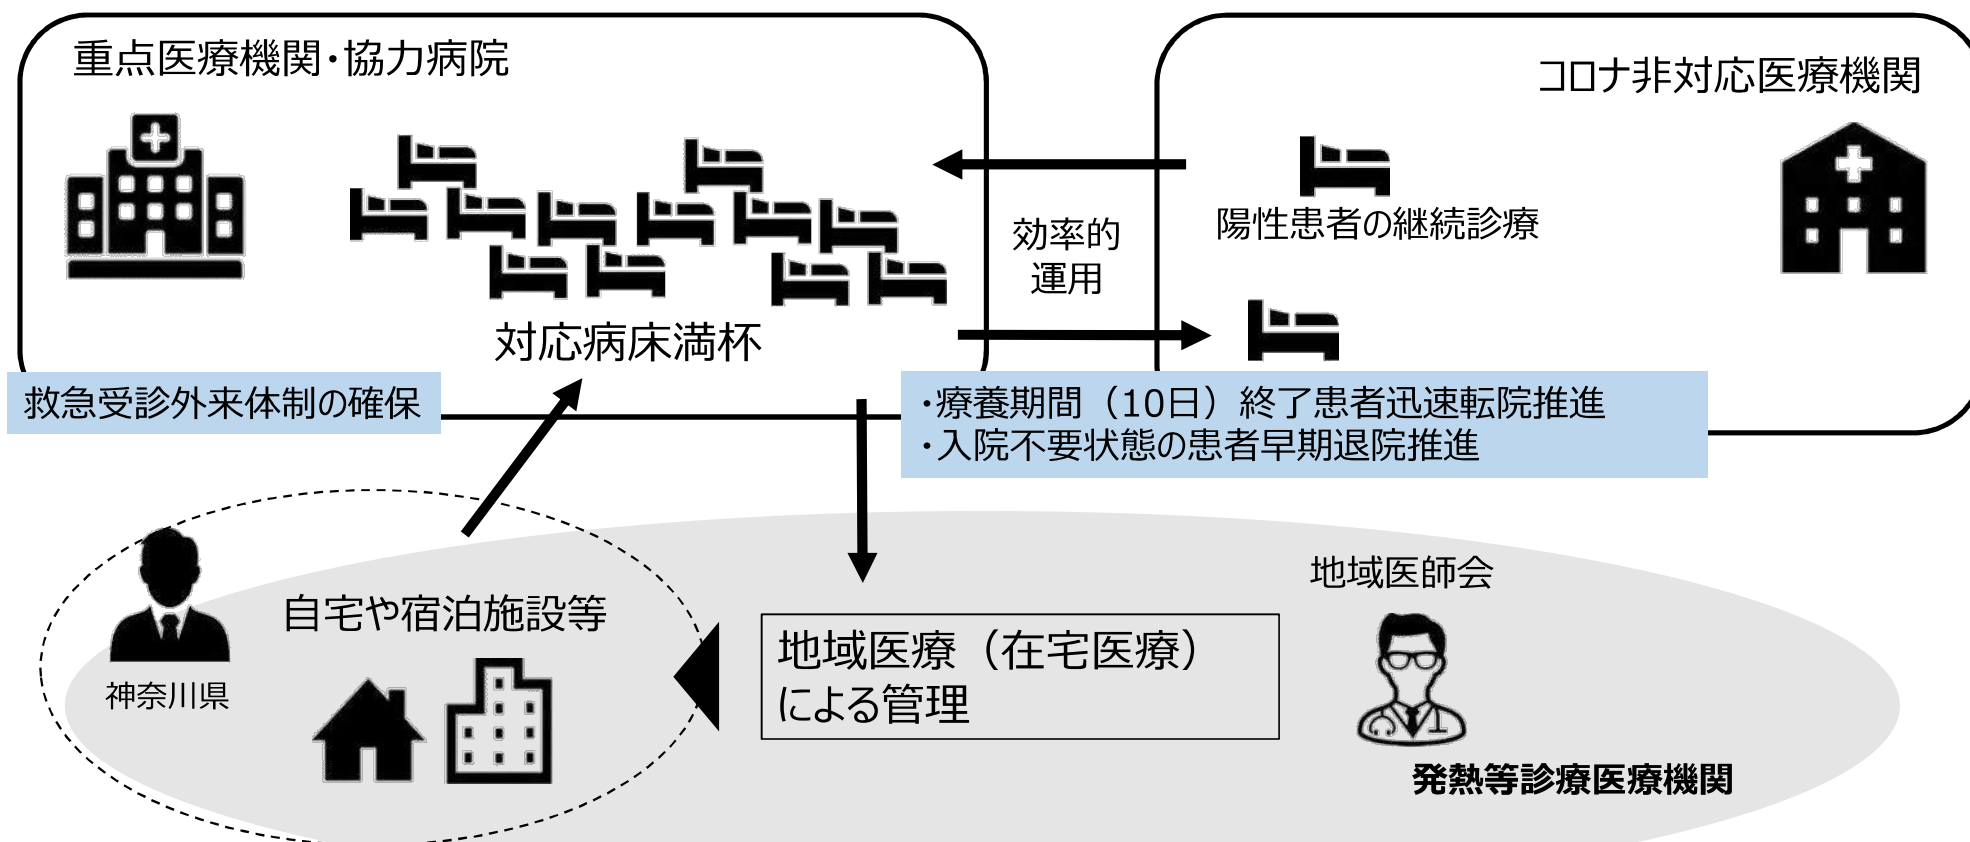 重点医療機関・協力病院
コロナ非対応医療機関
陽性患者の継続診療
効率的
運用
対応病床満杯
救急受診外来体制の確保
・療養期間（10日）終了患者迅速転院推進
・入院不要状態の患者早期退院推進
神奈川県
自宅や宿泊施設等
地域医療（在宅医療）
による管理
地域医師会
発熱等診療医療機関